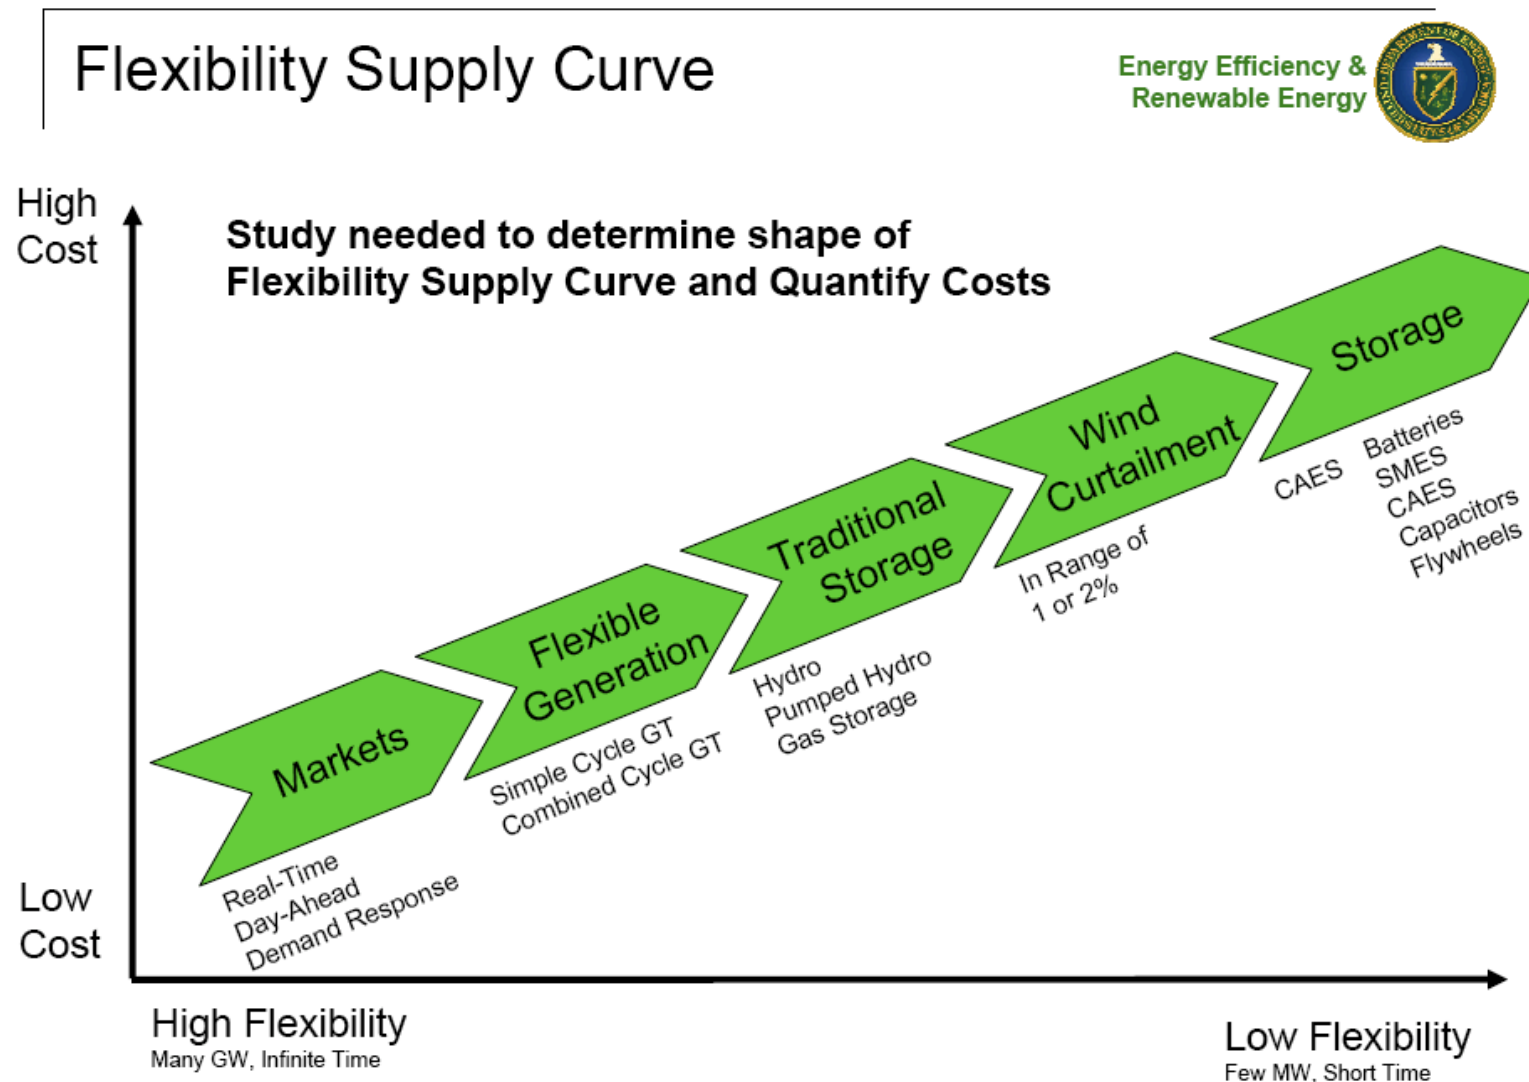 Flexibility Supply Curve
Energy Efficiency &
Renewable Energy
High
Cost
Study needed to determine shape of
Flexibility Supply Curve and Quantify Costs
Storage
CAES
Batteries
SMES
CAES
Capacitors
Flywheels
Wind
Curtailment
In Range of
1 or 2%
Traditional
Storage
Hydro
Pumped Hydro
Gas Storage
Flexible
Generation
Simple Cycle GT
Combined Cycle GT
Markets
Real-Time
Day-Ahead
Demand Response
Low
Cost
High Flexibility
Many GW, Infinite Time
Low Flexibility
Few MW, Short Time